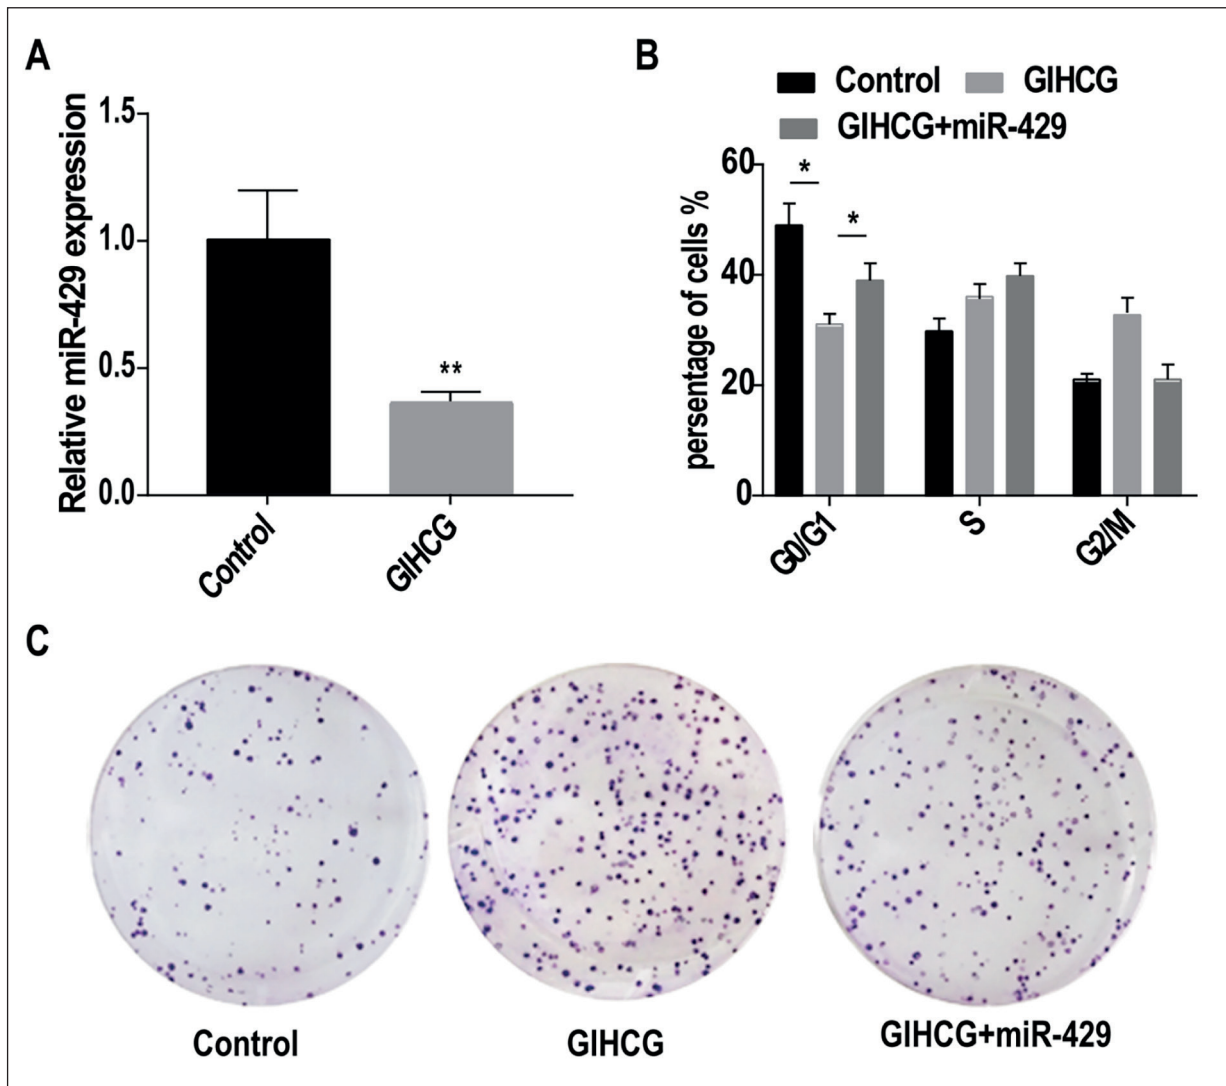 A
Relative miR-429 expression
1.5
1.0
0.5
0.0
**
Control
GIHCG
B
Control
GIHCG
GIHCG+miR-429
persentage of cells %
60
40
20
0
*
*
G0/G1
S
G2/M
C
Control
GIHCG
GIHCG+miR-429